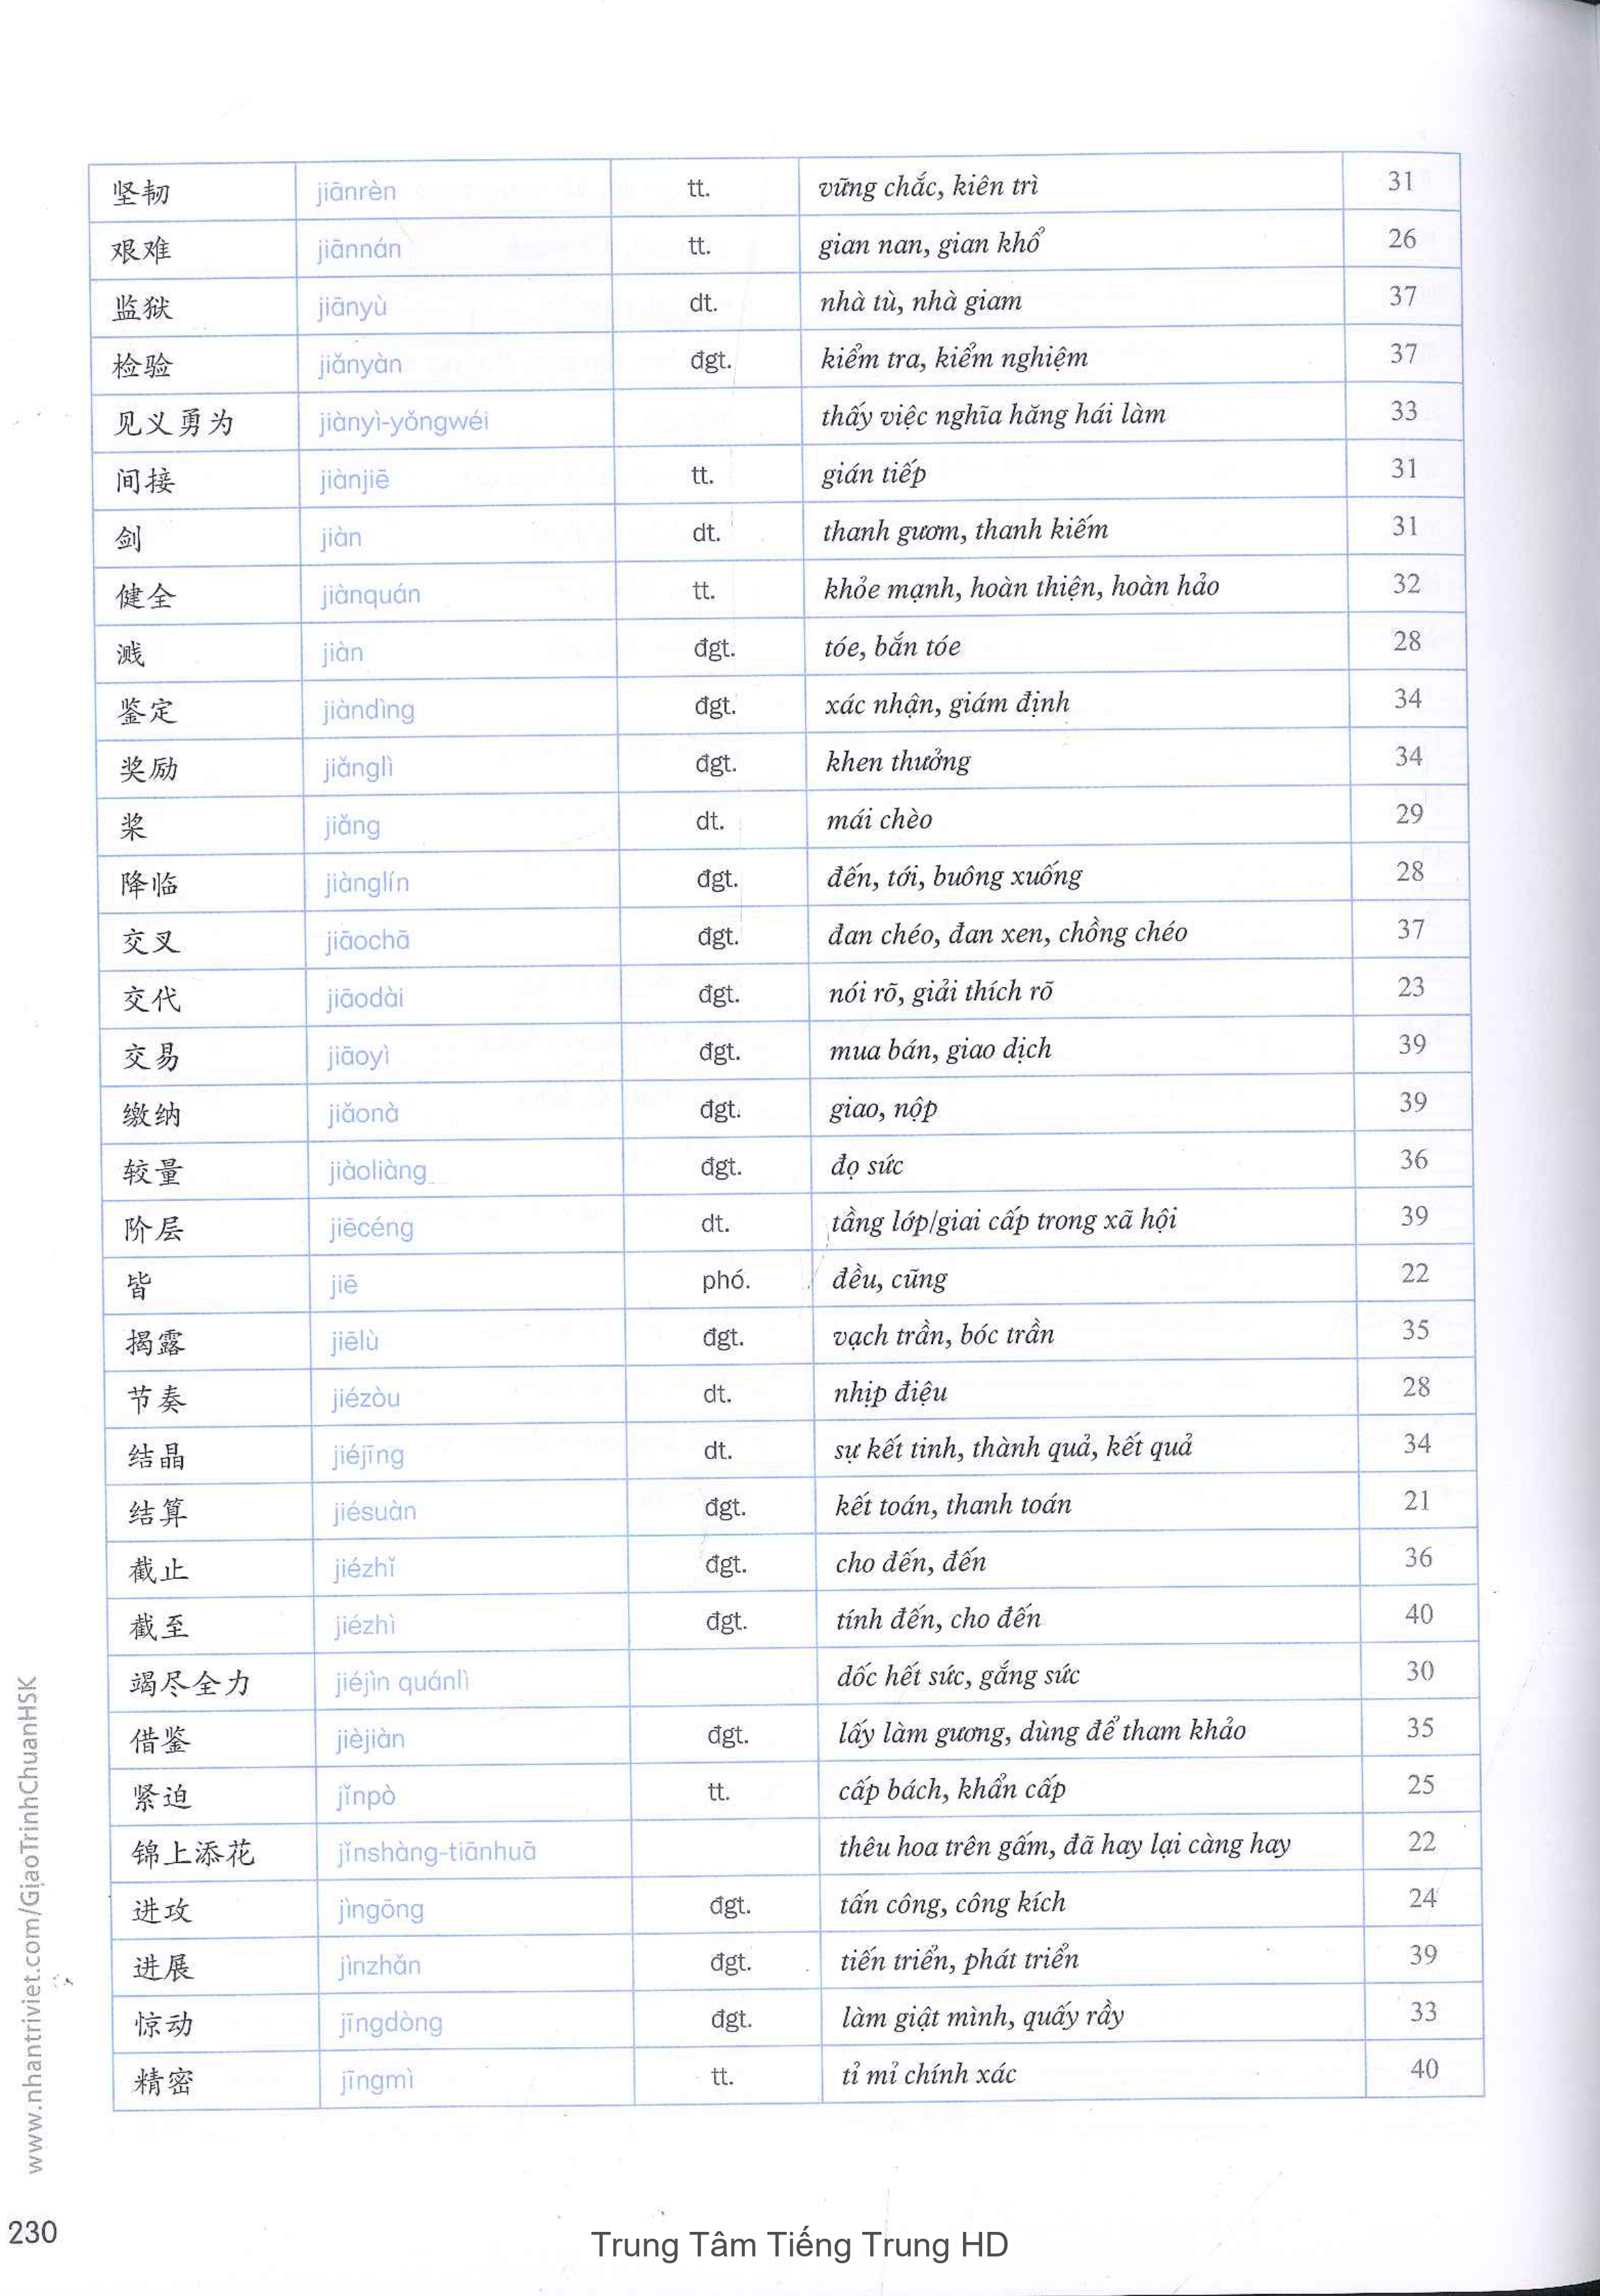 坚韧 jiānrèn tt. vững chắc, kiên trì 31
艰难 jiānnán tt. gian nan, gian khổ 26
监狱 jiānyù dt. nhà tù, nhà giam 37
检验 jiǎnyàn đgt. kiểm tra, kiểm nghiệm 37
见义勇为 jiànyì-yǒngwéi thấy việc nghĩa hăng hái làm 33
间接 jiànjiē tt. gián tiếp 31
剑 jiàn dt. thanh gươm, thanh kiếm 31
健全 jiànquán tt. khỏe mạnh, hoàn thiện, hoàn hảo 32
溅 jiàn đgt. tóe, bắn tóe 28
鉴定 jiàndìng đgt. xác nhận, giám định 34
奖励 jiǎnglì đgt. khen thưởng 34
桨 jiǎng dt. mái chèo 29
降临 jiànglín đgt. đến, tới, buông xuống 28
交叉 jiāochā đgt. đan chéo, đan xen, chồng chéo 37
交代 jiāodài đgt. nói rõ, giải thích rõ 23
交易 jiāoyì đgt. mua bán, giao dịch 39
缴纳 jiǎonà đgt. giao, nộp 39
较量 jiàoliàng đgt. đọ sức 36
阶层 jiēcéng dt. tầng lớp/giai cấp trong xã hội 39
皆 jiē phó. đều, cũng 22
揭露 jiēlù đgt. vạch trần, bóc trần 35
节奏 jiézòu dt. nhịp điệu 28
结晶 jiéjīng dt. sự kết tinh, thành quả, kết quả 34
结算 jiésuàn đgt. kết toán, thanh toán 21
截止 jiézhǐ đgt. cho đến, đến 36
截至 jiézhì đgt. tính đến, cho đến 40
竭尽全力 jiéjìn quánlì dốc hết sức, gắng sức 30
借鉴 jièjiàn đgt. lấy làm gương, dùng để tham khảo 35
紧迫 jǐnpò tt. cấp bách, khẩn cấp 25
锦上添花 jǐnshàng-tiānhuā thêu hoa trên gấm, đã hay lại càng hay 22
进攻 jìngōng đgt. tấn công, công kích 24
进展 jìnzhǎn đgt. tiến triển, phát triển 39
惊动 jīngdòng đgt. làm giật mình, quấy rầy 33
精密 jīngmì tt. tỉ mỉ chính xác 40
www.nhantriviet.com/GiaoTrinhChuanHSK
230
Trung Tâm Tiếng Trung HD